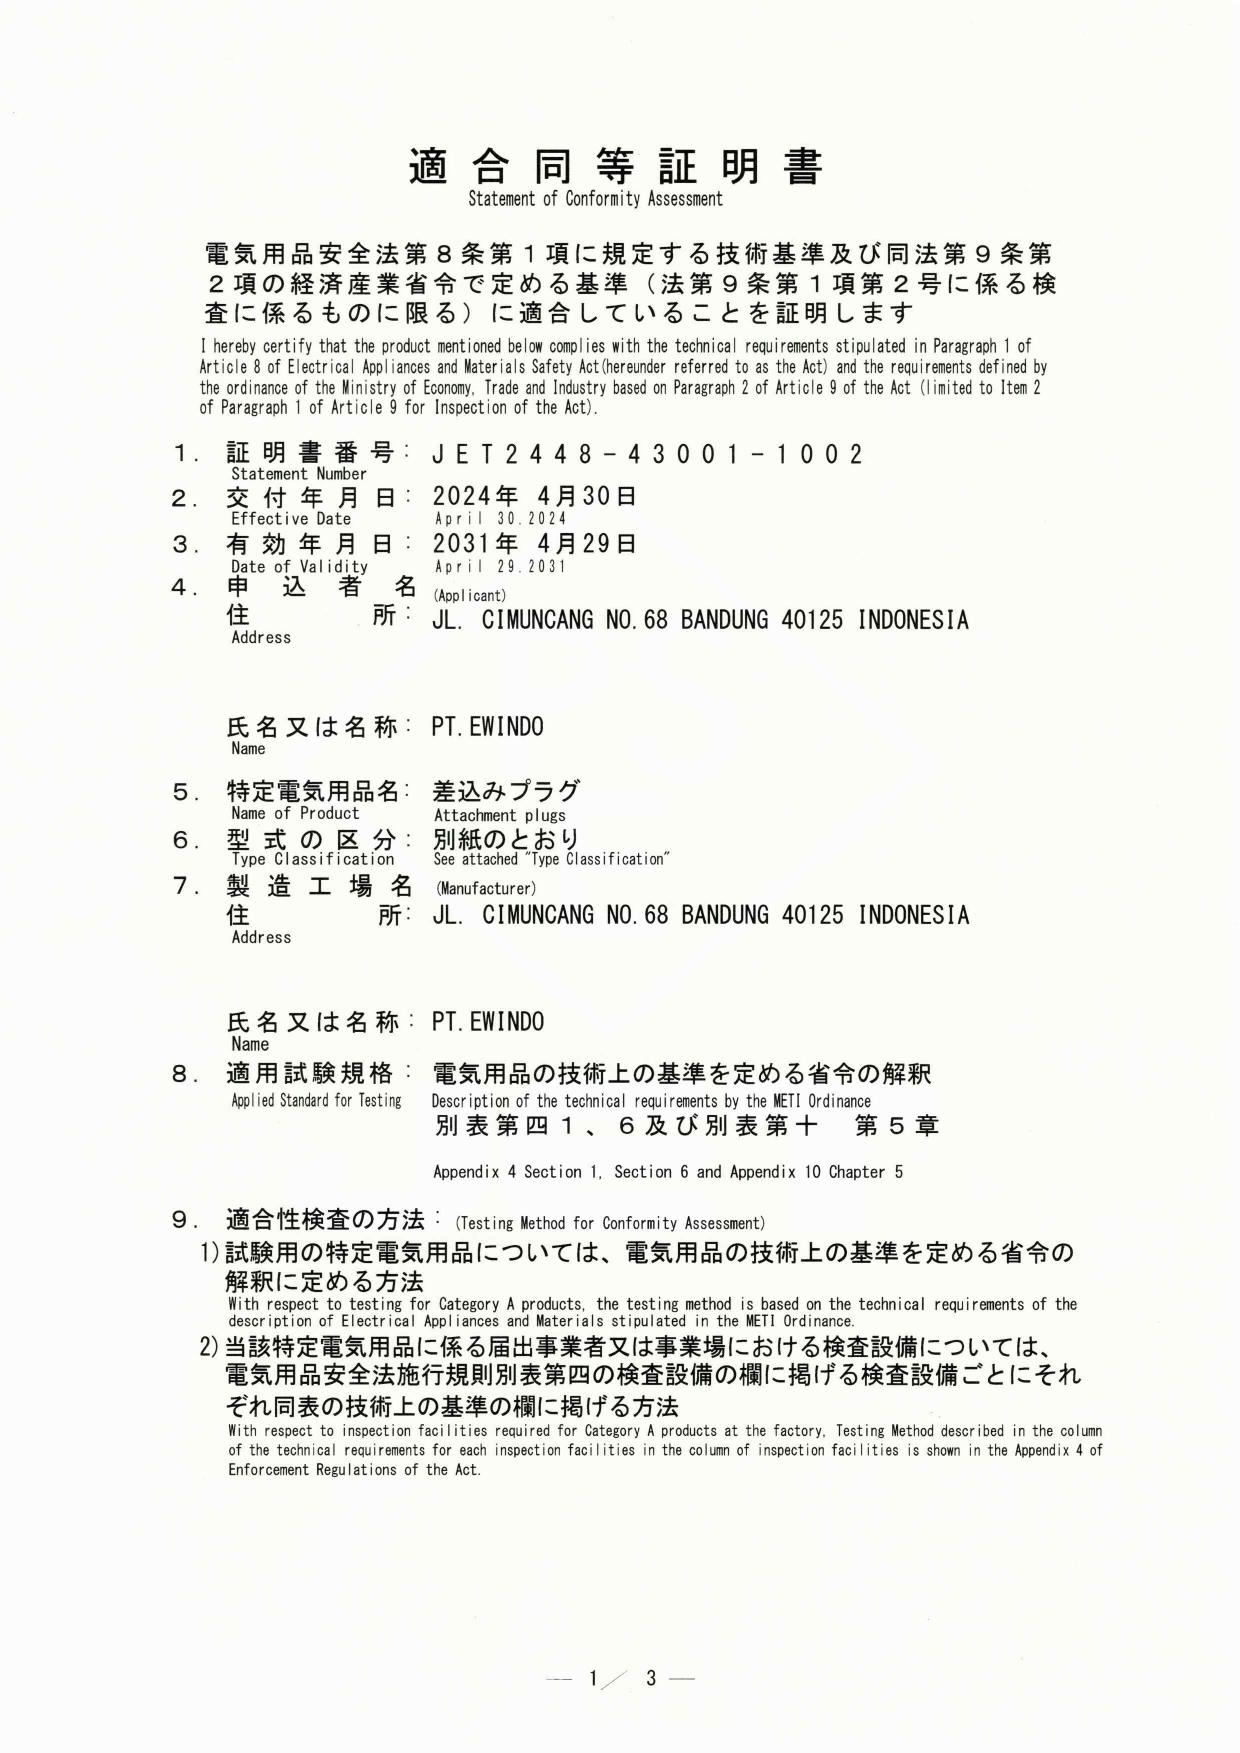 適合同等証明書
Statement of Conformity Assessment
電気用品安全法第８条第１項に規定する技術基準及び同法第９条第
２項の経済産業省令で定める基準（法第９条第１項第２号に係る検
査に係るものに限る）に適合していることを証明します
I hereby certify that the product mentioned below complies with the technical requirements stipulated in Paragraph 1 of
Article 8 of Electrical Appliances and Materials Safety Act(hereunder referred to as the Act) and the requirements defined by
the ordinance of the Ministry of Economy, Trade and Industry based on Paragraph 2 of Article 9 of the Act (limited to Item 2
of Paragraph 1 of Article 9 for Inspection of the Act).
１．証明書番号： JET2448-43001-1002
Statement Number
２．交付年月日： 2024年 4月30日
Effective Date April 30.2024
３．有効年月日： 2031年 4月29日
Date of Validity April 29.2031
４．申込者名 (Applicant)
住所： JL. CIMUNCANG NO.68 BANDUNG 40125 INDONESIA
Address
氏名又は名称： PT.EWINDO
Name
５．特定電気用品名： 差込みプラグ
Name of Product Attachment plugs
６．型式の区分： 別紙のとおり
Type Classification See attached "Type Classification"
７．製造工場名 (Manufacturer)
住所： JL. CIMUNCANG NO.68 BANDUNG 40125 INDONESIA
Address
氏名又は名称： PT.EWINDO
Name
８．適用試験規格： 電気用品の技術上の基準を定める省令の解釈
Applied Standard for Testing Description of the technical requirements by the METI Ordinance
別表第四１、６及び別表第十　第５章
Appendix 4 Section 1, Section 6 and Appendix 10 Chapter 5
９．適合性検査の方法：(Testing Method for Conformity Assessment)
1)試験用の特定電気用品については、電気用品の技術上の基準を定める省令の
解釈に定める方法
With respect to testing for Category A products, the testing method is based on the technical requirements of the
description of Electrical Appliances and Materials stipulated in the METI Ordinance.
2)当該特定電気用品に係る届出事業者又は事業場における検査設備については、
電気用品安全法施行規則別表第四の検査設備の欄に掲げる検査設備ごとにそれ
ぞれ同表の技術上の基準の欄に掲げる方法
With respect to inspection facilities required for Category A products at the factory, Testing Method described in the column
of the technical requirements for each inspection facilities in the column of inspection facilities is shown in the Appendix 4 of
Enforcement Regulations of the Act.
— 1／ 3 —